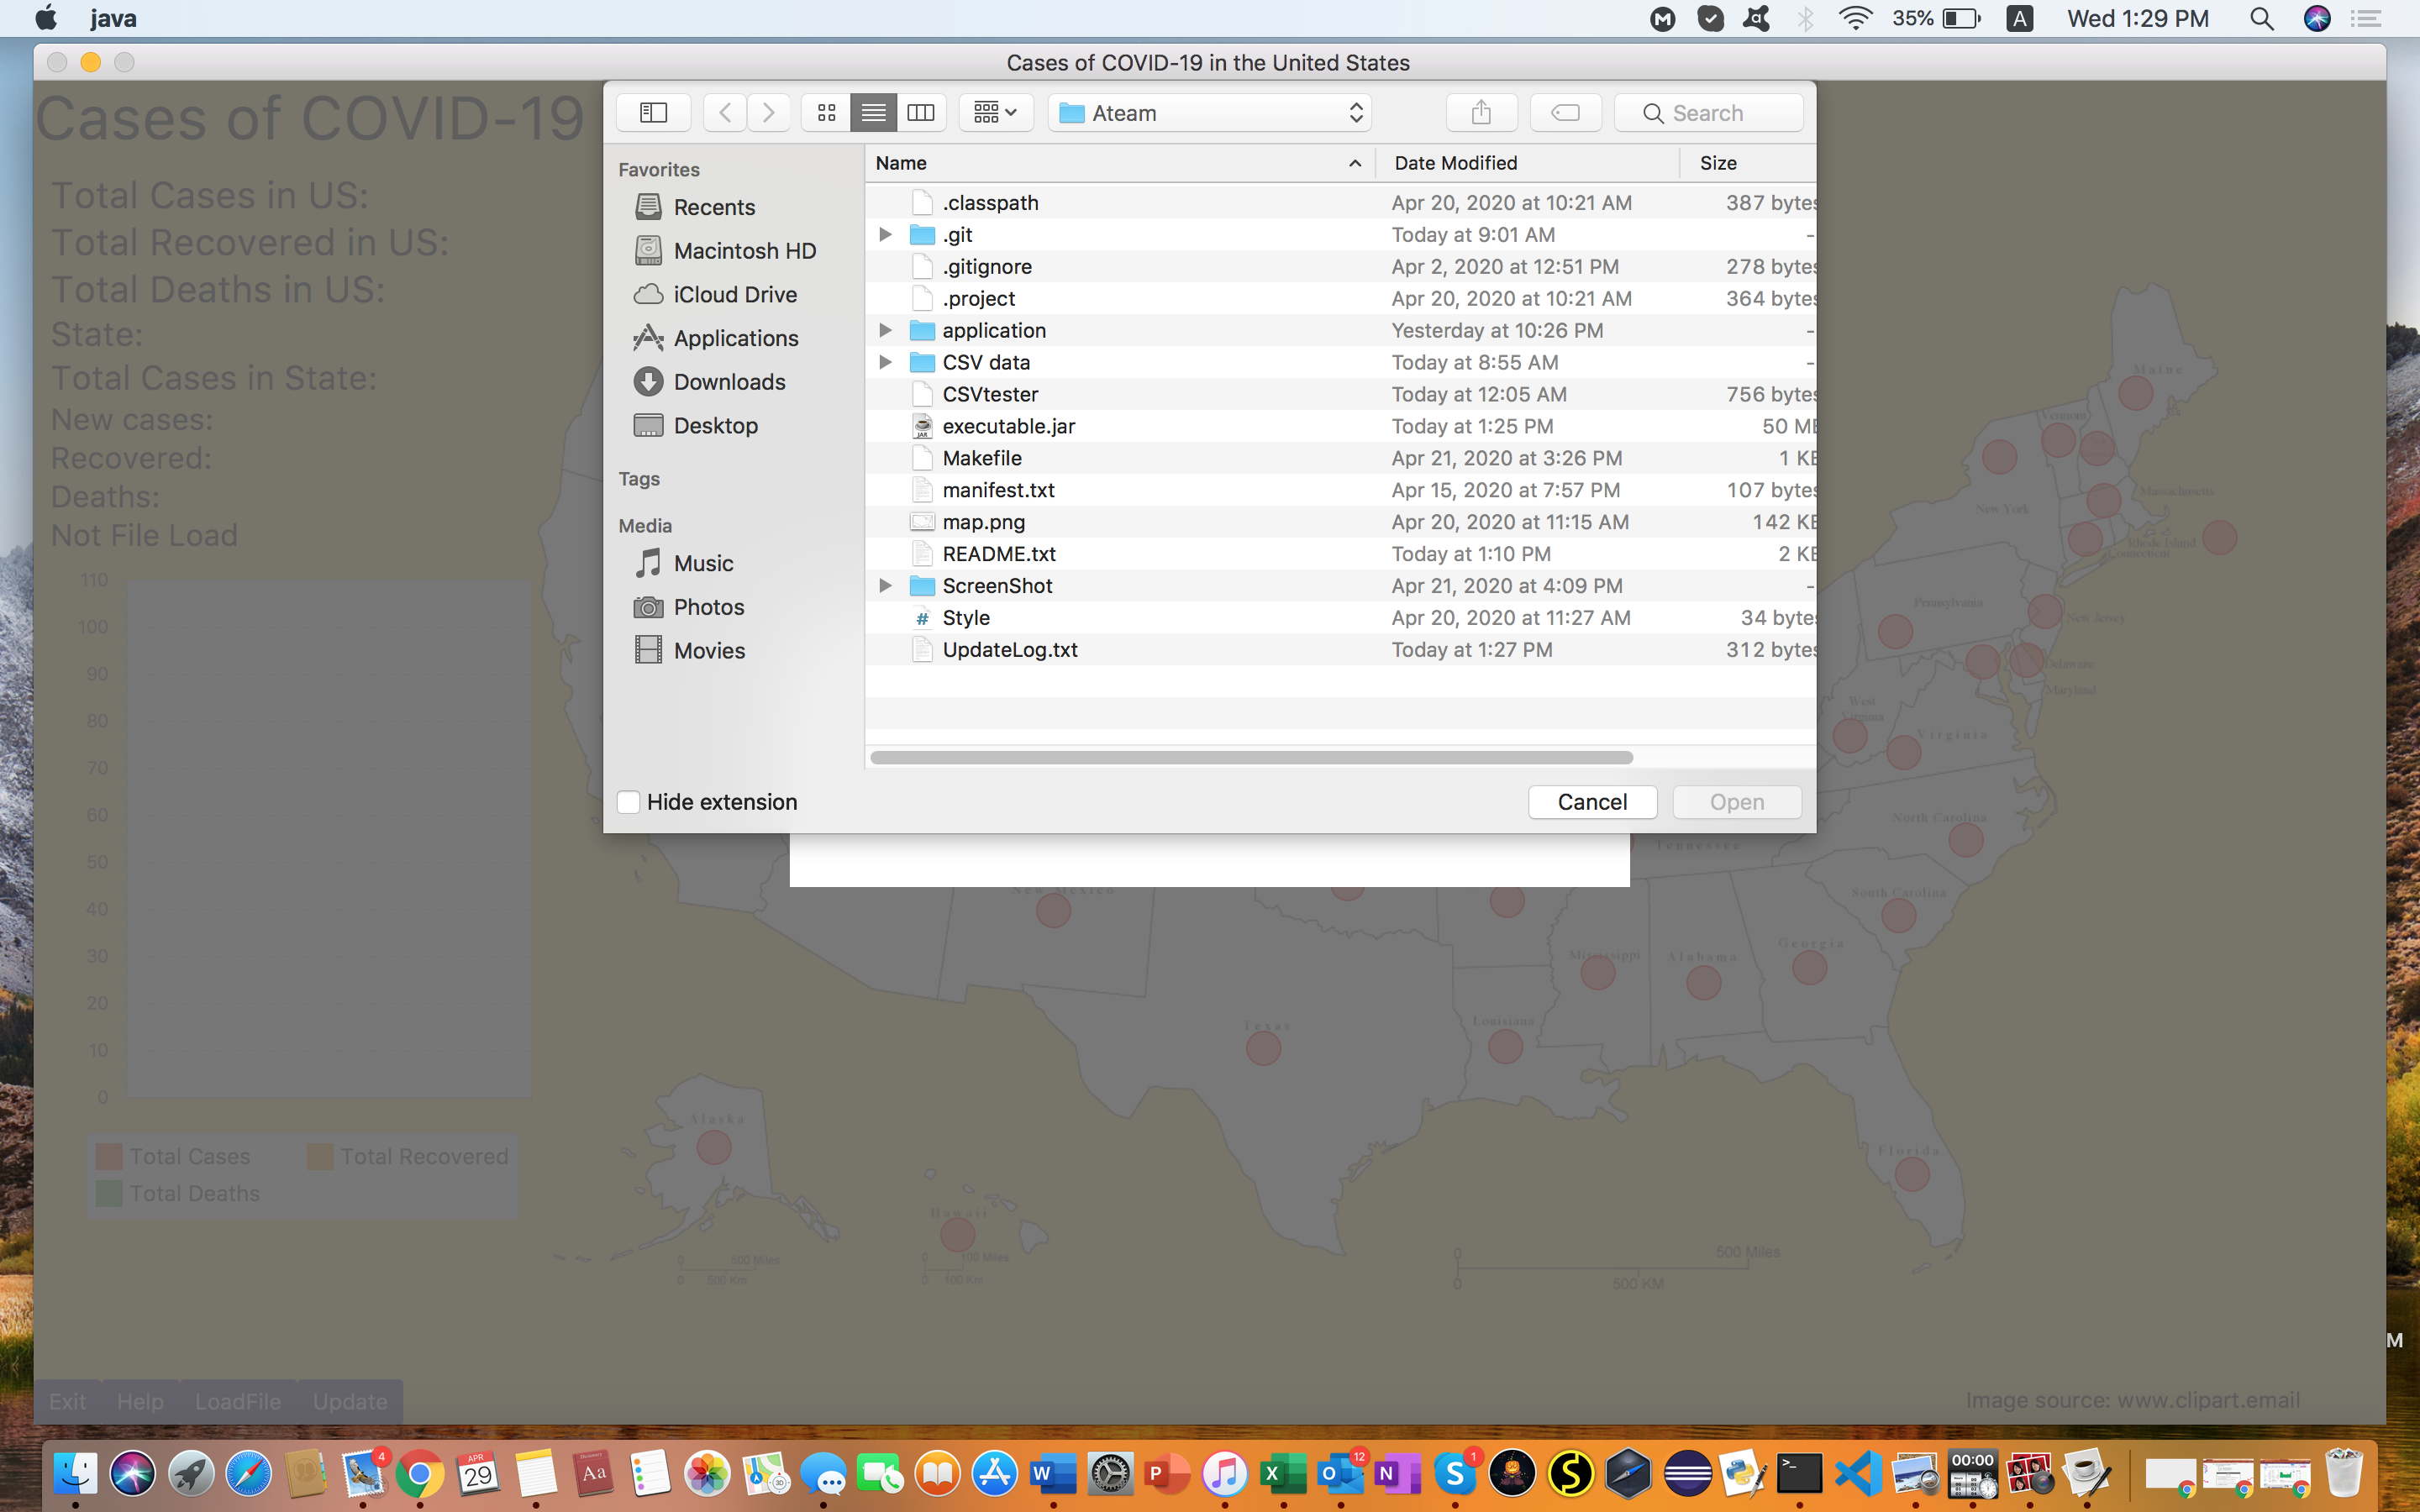 java
35%
A
Wed 1:29 PM
Cases of COVID-19 in the United States
Cases of COVID-19
Total Cases in US:
Total Recovered in US:
Total Deaths in US:
State:
Total Cases in State:
New cases:
Recovered:
Deaths:
Not File Load
110
100
90
80
70
60
50
40
30
20
10
0
Total Cases
Total Recovered
Total Deaths
Ateam
Search
Favorites
Recents
Macintosh HD
iCloud Drive
Applications
Downloads
Desktop
Tags
Media
Music
Photos
Movies
Name Date Modified Size
.classpath Apr 20, 2020 at 10:21 AM 387 bytes
.git Today at 9:01 AM -
.gitignore Apr 2, 2020 at 12:51 PM 278 bytes
.project Apr 20, 2020 at 10:21 AM 364 bytes
application Yesterday at 10:26 PM -
CSV data Today at 8:55 AM -
CSVtester Today at 12:05 AM 756 bytes
executable.jar Today at 1:25 PM 50 MB
Makefile Apr 21, 2020 at 3:26 PM 1 KB
manifest.txt Apr 15, 2020 at 7:57 PM 107 bytes
map.png Apr 20, 2020 at 11:15 AM 142 KB
README.txt Today at 1:10 PM 2 KB
ScreenShot Apr 21, 2020 at 4:09 PM -
Style Apr 20, 2020 at 11:27 AM 34 bytes
UpdateLog.txt Today at 1:27 PM 312 bytes
Hide extension
Cancel
Open
Maine
Vermont
Massachusetts
New York
Rhode Island
Connecticut
Pennsylvania
New Jersey
Delaware
Maryland
West Virginia
Virginia
North Carolina
Tennessee
South Carolina
New Mexico
Mississippi
Alabama
Georgia
Texas
Louisiana
Florida
Alaska
Hawaii
0 500 Miles
0 500 Km
0 100 Miles
0 100 Km
0 500 Miles
0 500 KM
M
Exit Help LoadFile Update
Image source: www.clipart.email
4
APR
29
Aa
W
P
X
O
12
N
S
1
00:00